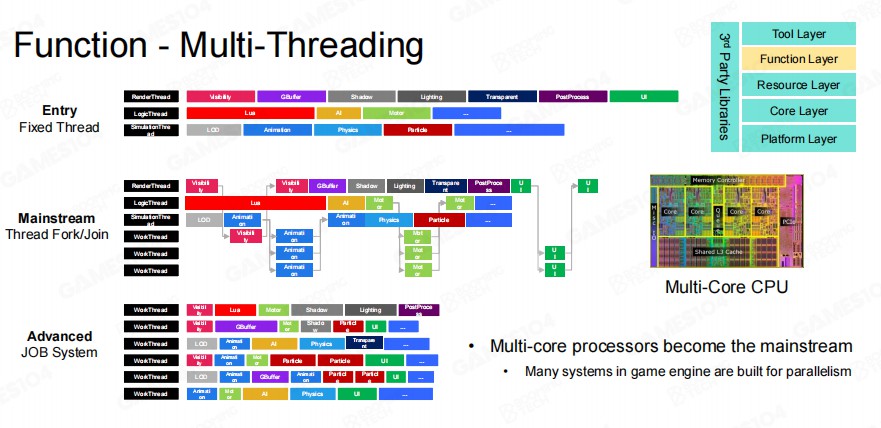 Function - Multi-Threading
3rd Party Libraries
Tool Layer
Function Layer
Resource Layer
Core Layer
Platform Layer
Entry
Fixed Thread
RenderThread Visibility GBuffer Shadow Lighting Transparent PostProcess UI
LogicThread Lua AI Motor ...
SimulationThread LOD Animation Physics Particle ...
Mainstream
Thread Fork/Join
RenderThread Visibility Visibility GBuffer Shadow Lighting Transparent PostProcess UI UI
LogicThread Lua AI Motor Motor ...
SimulationThread LOD Animation Animation Physics Particle ...
WorkThread Visibility Animation Motor
WorkThread Animation Motor UI
WorkThread Animation Motor UI
Memory Controller
Misc IO
Core
Core
Queue
Core
Core
PCIe
Shared L3 Cache
Multi-Core CPU
Advanced
JOB System
WorkThread Visibility Lua Motor Shadow Lighting PostProcess
WorkThread Visibility GBuffer Motor Shadow Particle UI ...
WorkThread LOD Animation AI Physics Transparent ...
WorkThread Visibility Animation Motor Particle Particle UI ...
WorkThread LOD Animation GBuffer Animation Particle Particle UI ...
WorkThread Animation Motor AI Physics UI ...
• Multi-core processors become the mainstream
• Many systems in game engine are built for parallelism